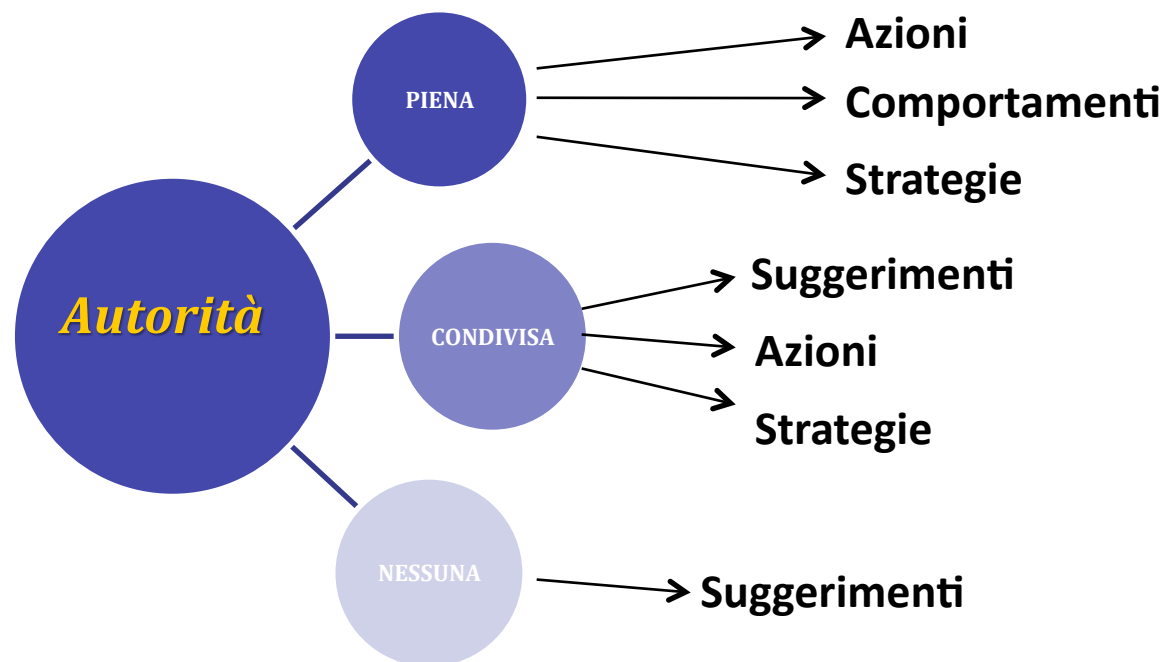 Autorità
PIENA
Azioni
Comportamenti
Strategie
CONDIVISA
Suggerimenti
Azioni
Strategie
NESSUNA
Suggerimenti